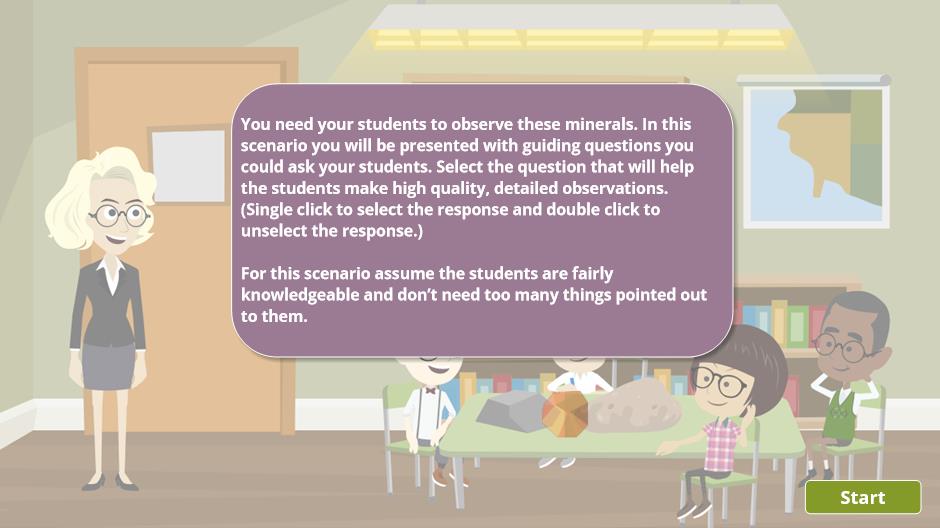 You need your students to observe these minerals. In this
scenario you will be presented with guiding questions you
could ask your students. Select the question that will help
the students make high quality, detailed observations.
(Single click to select the response and double click to
unselect the response.)
For this scenario assume the students are fairly
knowledgeable and don’t need too many things pointed out
to them.
Start